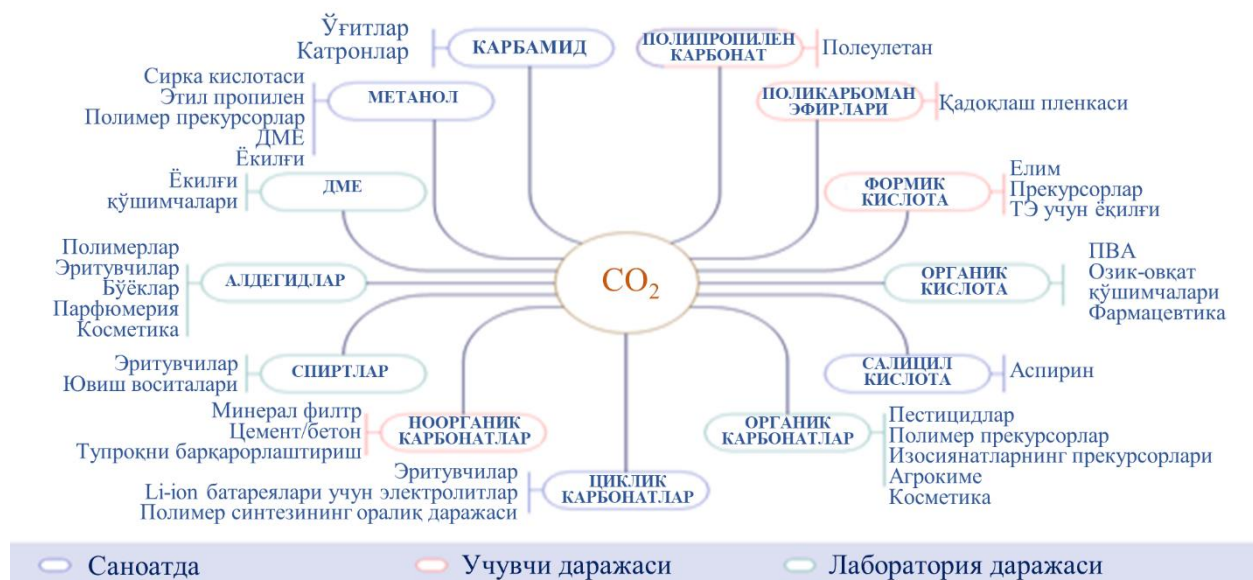 Ўғитлар
Катронлар
КАРБАМИД
ПОЛИПРОПИЛЕН
КАРБОНАТ
Полеулетан
Сирка кислотаси
Этил пропилен
Полимер прекурсорлар
ДМЕ
Ёкилғи
МЕТАНОЛ
ПОЛИКАРБОМАН
ЭФИРЛАРИ
Қадоқлаш пленкаси
Ёкилғи
қўшимчалари
ДМЕ
ФОРМИК
КИСЛОТА
Елим
Прекурсорлар
ТЭ учун ёқилғи
Полимерлар
Эритувчилар
Бўёклар
Парфюмерия
Косметика
АЛДЕГИДЛАР
CO₂
ОРГАНИК
КИСЛОТА
ПВА
Озик-овқат
қўшимчалари
Фармацевтика
Эритувчилар
Ювиш воситалари
СПИРТЛАР
САЛИЦИЛ
КИСЛОТА
Аспирин
Минерал филтр
Цемент/бетон
Тупроқни барқарорлаштириш
НООРГАНИК
КАРБОНАТЛАР
ОРГАНИК
КАРБОНАТЛАР
Пестицидлар
Полимер прекурсорлар
Изосиянатларнинг прекурсорлари
Агрокиме
Косметика
Эритувчилар
Li-ion батареялари учун электролитлар
Полимер синтезининг оралиқ даражаси
ЦИКЛИК
КАРБОНАТЛАР
Саноатда
Учувчи даражаси
Лаборатория даражаси